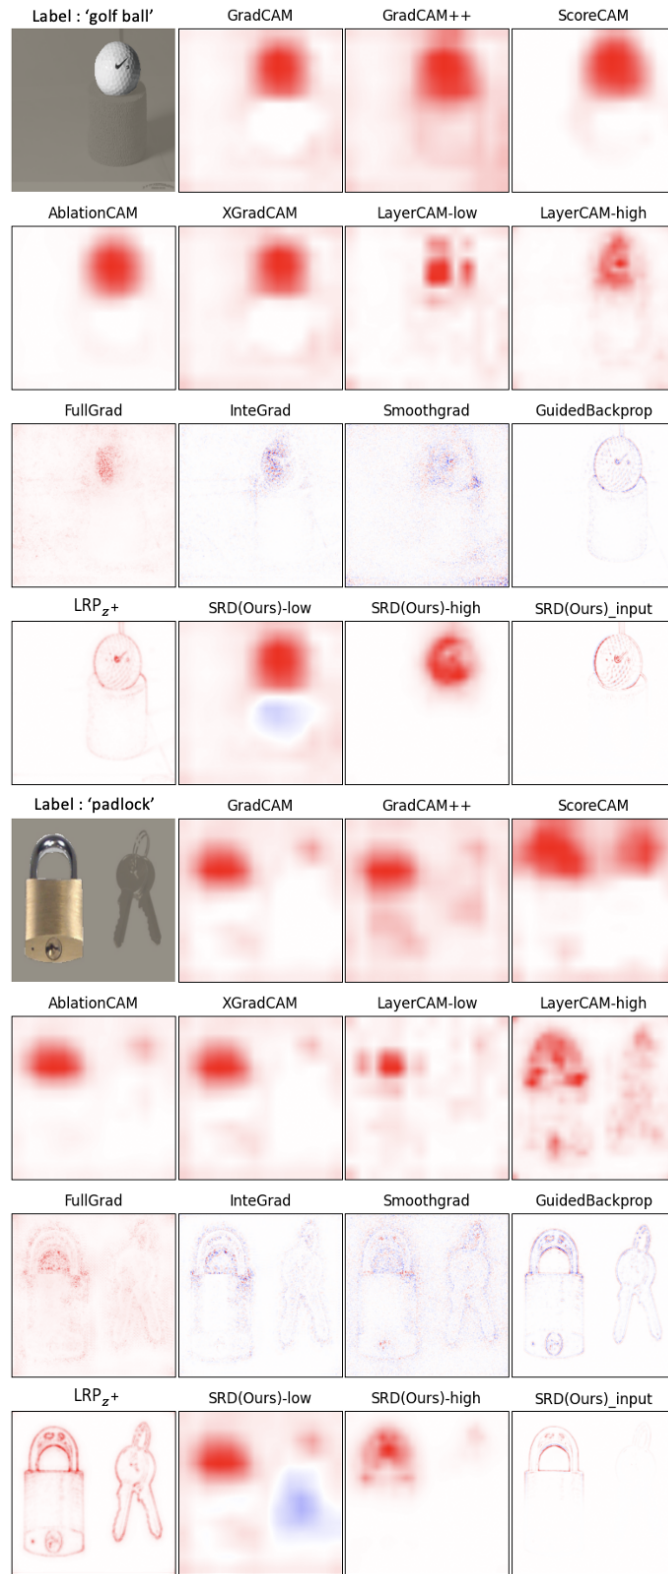 Label : ‘golf ball’ GradCAM GradCAM++ ScoreCAM
AblationCAM XGradCAM LayerCAM-low LayerCAM-high
FullGrad InteGrad Smoothgrad GuidedBackprop
LRP_z+ SRD(Ours)-low SRD(Ours)-high SRD(Ours)_input
Label : ‘padlock’ GradCAM GradCAM++ ScoreCAM
AblationCAM XGradCAM LayerCAM-low LayerCAM-high
FullGrad InteGrad Smoothgrad GuidedBackprop
LRP_z+ SRD(Ours)-low SRD(Ours)-high SRD(Ours)_input